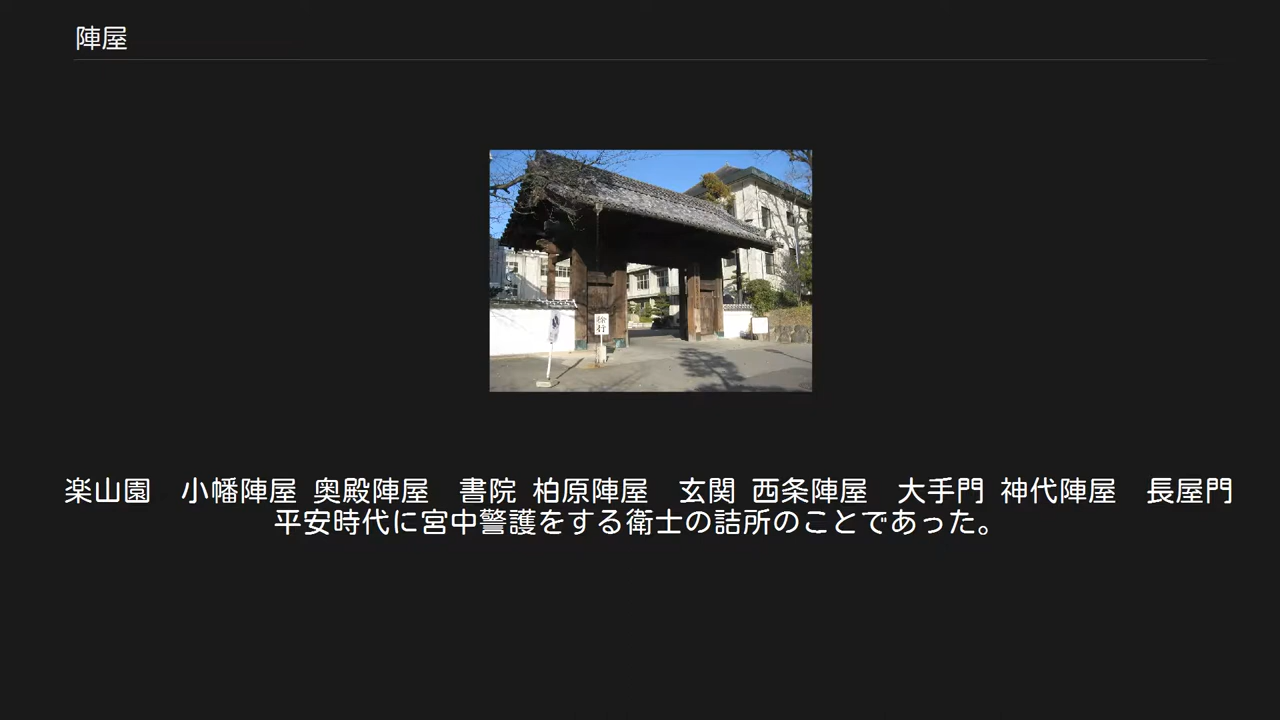 陣屋
徐行
楽山園　小幡陣屋 奥殿陣屋　書院 柏原陣屋　玄関 西条陣屋　大手門 神代陣屋　長屋門
平安時代に宮中警護をする衛士の詰所のことであった。